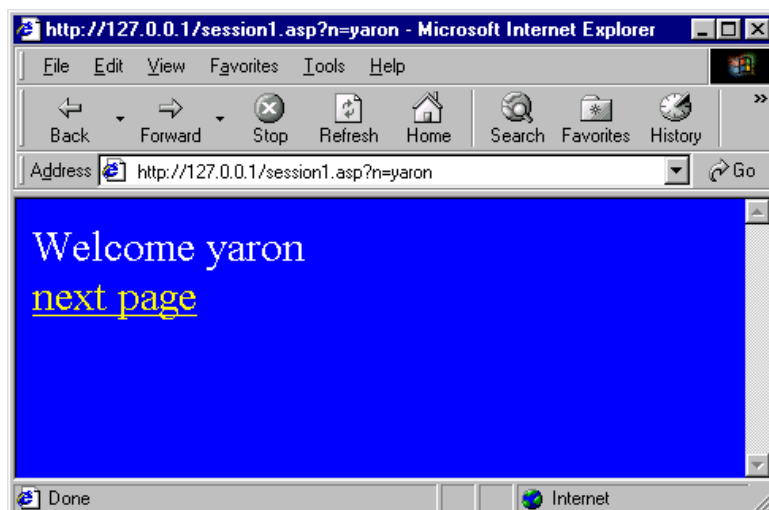 http://127.0.0.1/session1.asp?n=yaron - Microsoft Internet Explorer
File Edit View Favorites Tools Help
Back Forward Stop Refresh Home Search Favorites History »
Address http://127.0.0.1/session1.asp?n=yaron Go
Welcome yaron
next page
Done Internet